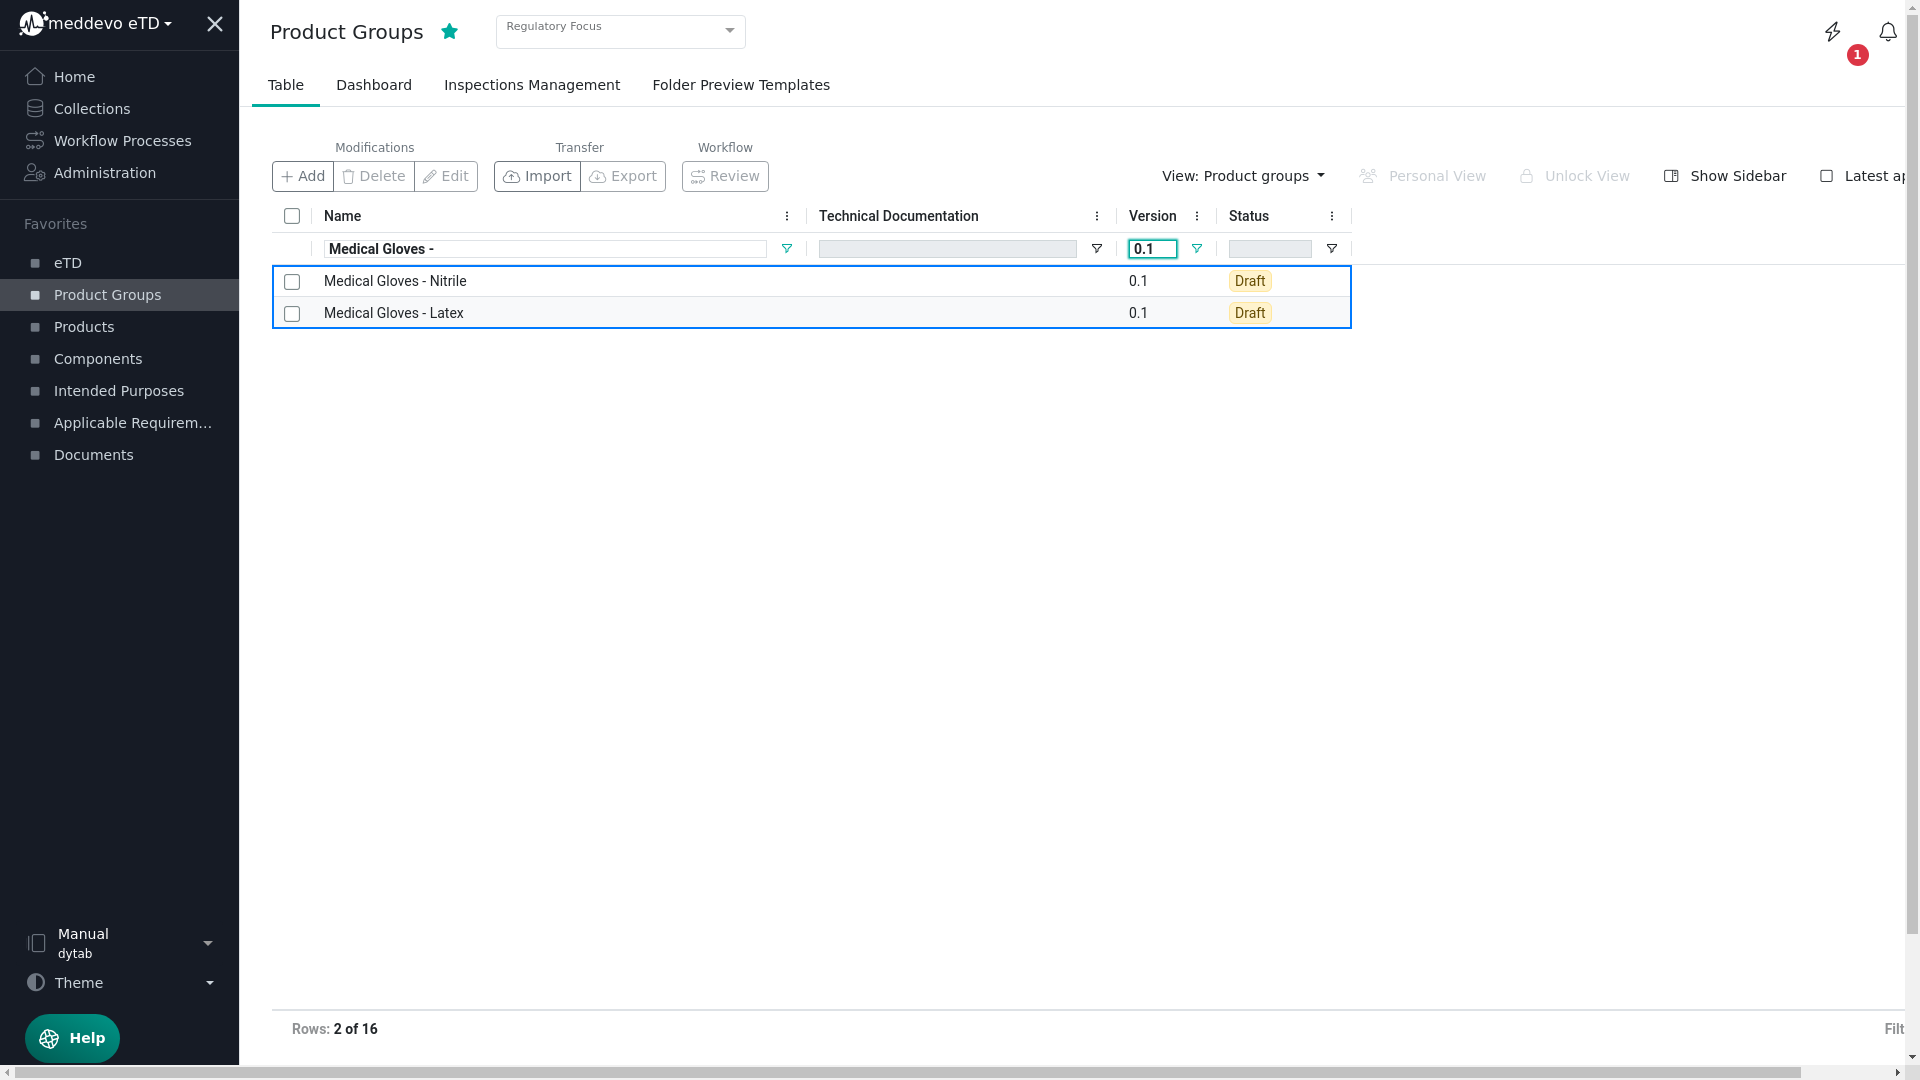 meddevo eTD
Home
Collections
Workflow Processes
Administration
Favorites
eTD
Product Groups
Products
Components
Intended Purposes
Applicable Requirem...
Documents
Manual
dytab
Theme
Help
Product Groups
Regulatory Focus
1
Table Dashboard Inspections Management Folder Preview Templates
Modifications Transfer Workflow
Add Delete Edit Import Export Review View: Product groups Personal View Unlock View Show Sidebar Latest ap
Name Technical Documentation Version Status
Medical Gloves - 0.1
Medical Gloves - Nitrile 0.1 Draft
Medical Gloves - Latex 0.1 Draft
Rows: 2 of 16 Filt